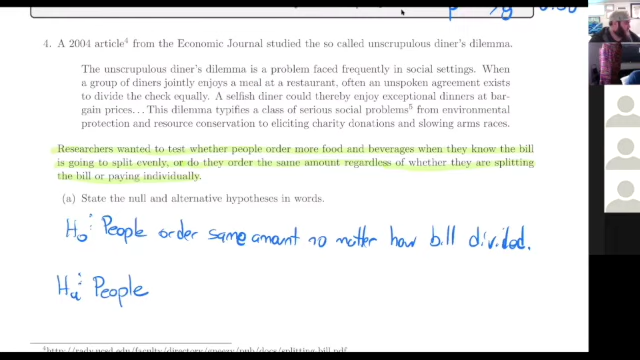 4. A 2004 article⁴ from the Economic Journal studied the so called unscrupulous diner's dilemma.
The unscrupulous diner's dilemma is a problem faced frequently in social settings. When
a group of diners jointly enjoys a meal at a restaurant, often an unspoken agreement exists
to divide the check equally. A selfish diner could thereby enjoy exceptional dinners at bar-
gain prices... This dilemma typifies a class of serious social problems⁵ from environmental
protection and resource conservation to eliciting charity donations and slowing arms races.
Researchers wanted to test whether people order more food and beverages when they know the bill
is going to split evenly, or do they order the same amount regardless of whether they are splitting
the bill or paying individually.
(a) State the null and alternative hypotheses in words.
H₀: People order same amount no matter how bill divided.
Hₐ: People